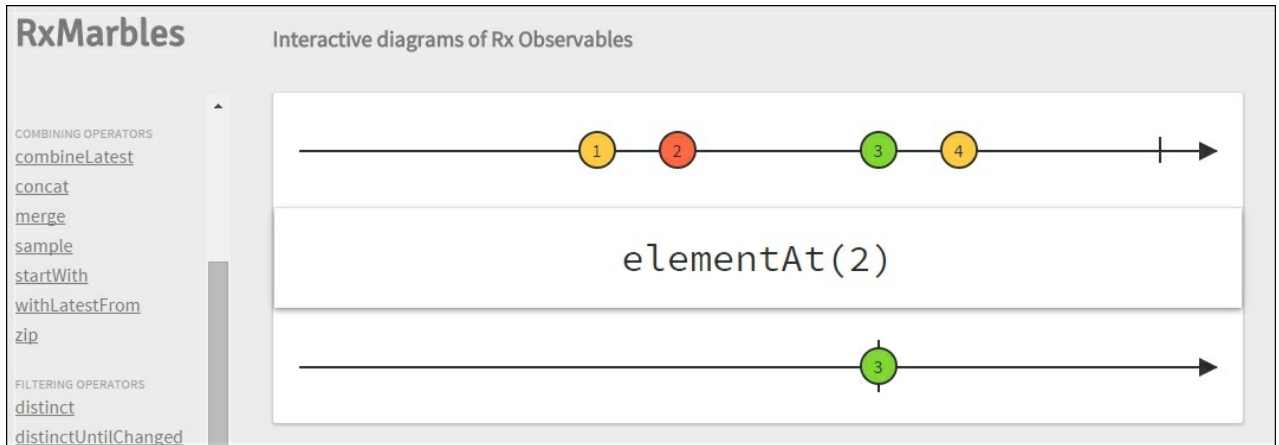 RxMarbles
Interactive diagrams of Rx Observables
COMBINING OPERATORS
combineLatest
concat
merge
sample
startWith
withLatestFrom
zip
FILTERING OPERATORS
distinct
distinctUntilChanged
1 2 3 4
elementAt(2)
3